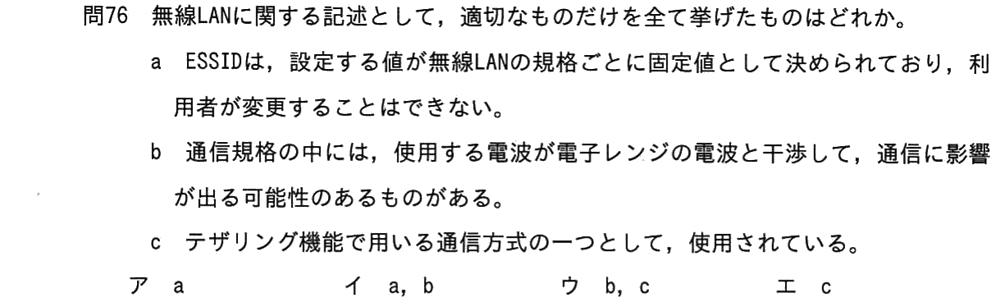 問76 無線LANに関する記述として，適切なものだけを全て挙げたものはどれか。
a ESSIDは，設定する値が無線LANの規格ごとに固定値として決められており，利
用者が変更することはできない。
b 通信規格の中には，使用する電波が電子レンジの電波と干渉して，通信に影響
が出る可能性のあるものがある。
c テザリング機能で用いる通信方式の一つとして，使用されている。
ア a イ a，b ウ b，c エ c